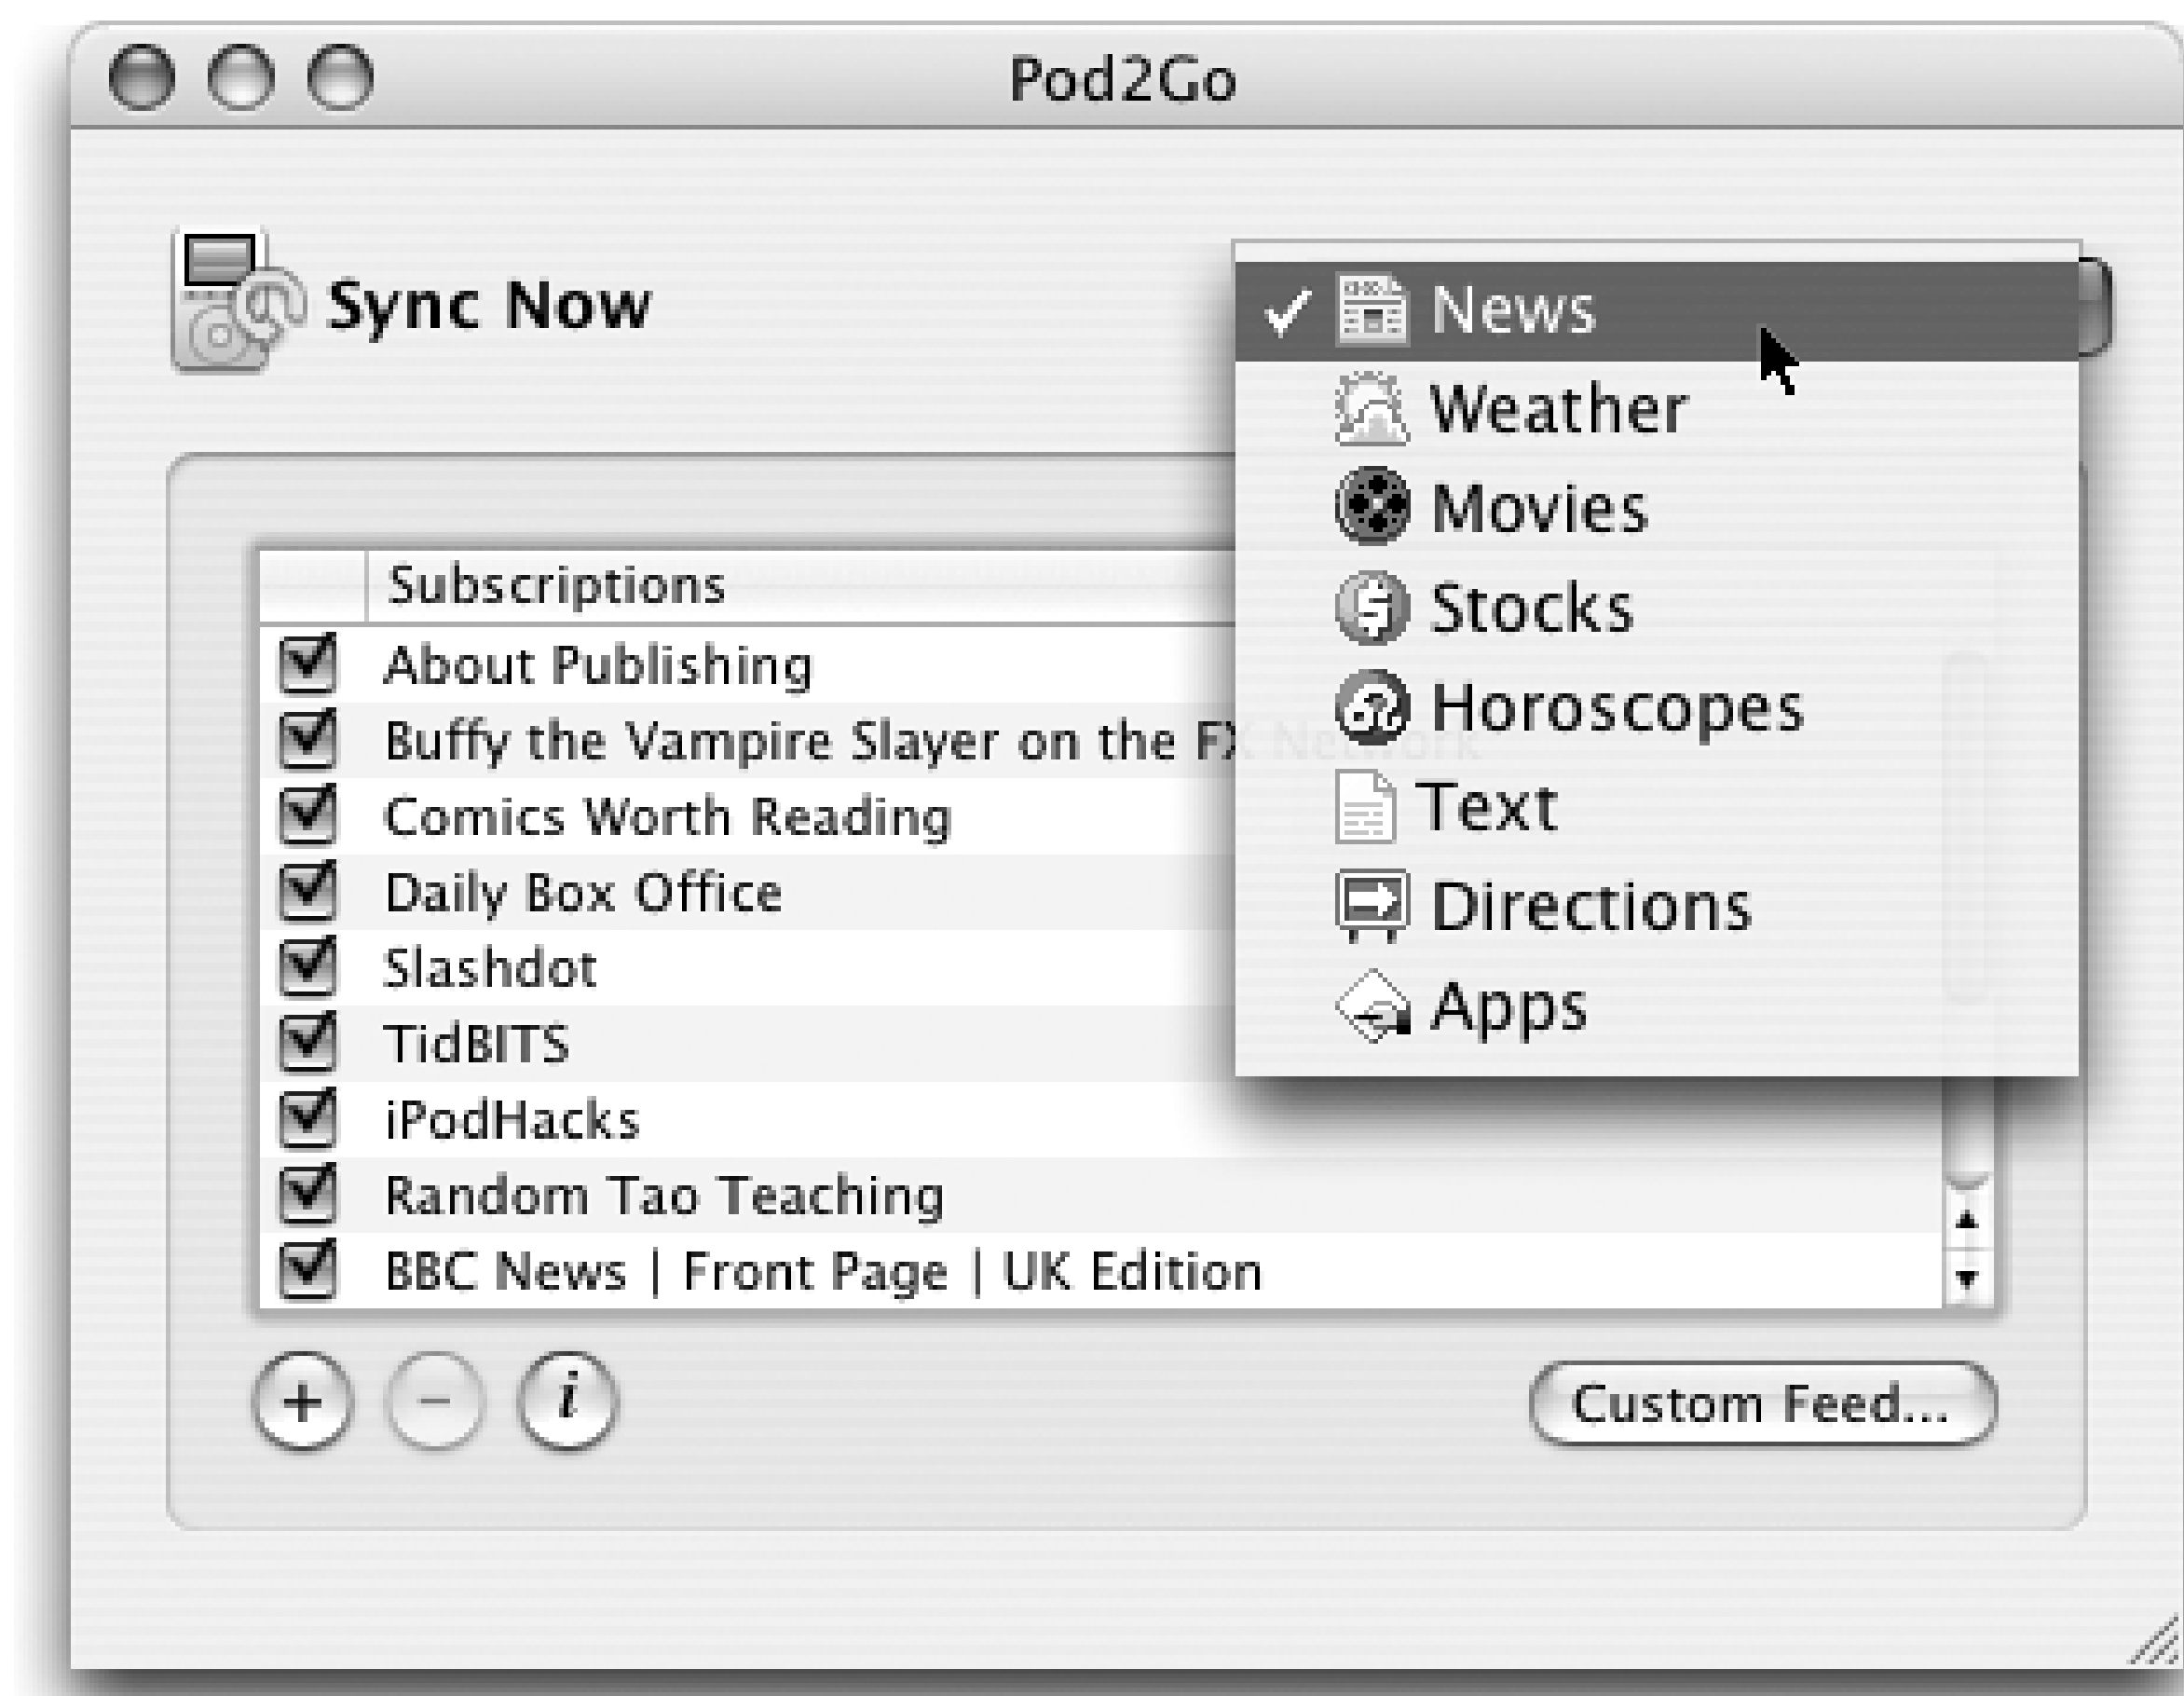 Pod2Go
Sync Now
News
Weather
Movies
Stocks
Horoscopes
Text
Directions
Apps
Subscriptions
About Publishing
Buffy the Vampire Slayer on the FX Network
Comics Worth Reading
Daily Box Office
Slashdot
TidBITS
iPodHacks
Random Tao Teaching
BBC News | Front Page | UK Edition
+
−
i
Custom Feed...